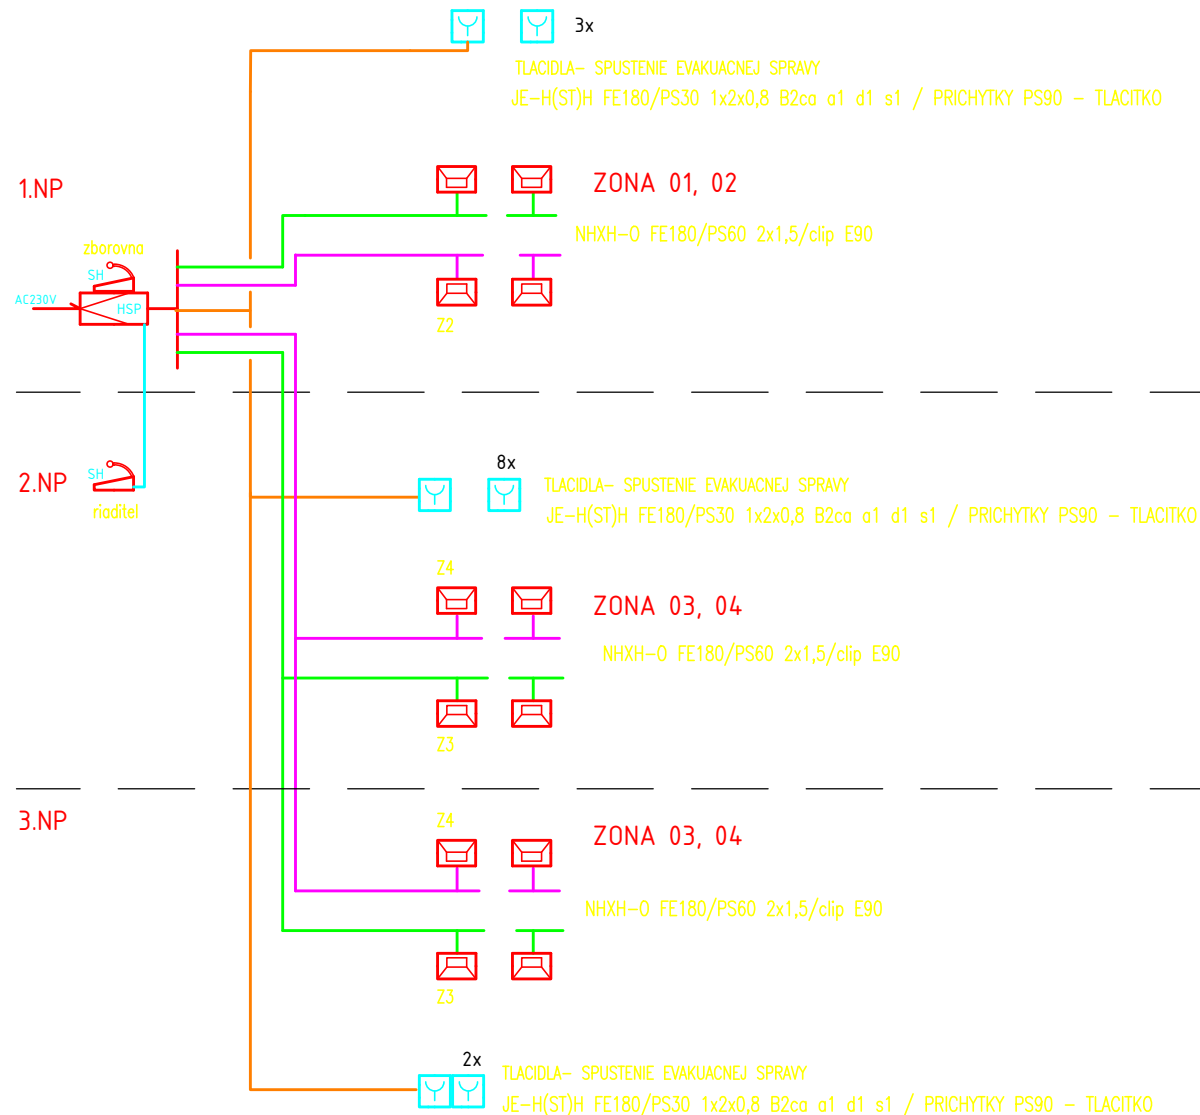 3x
TLACIDLA- SPUSTENIE EVAKUACNEJ SPRAVY
JE-H(ST)H FE180/PS30 1x2x0,8 B2ca a1 d1 s1 / PRICHYTKY PS90 - TLACITKO
1.NP
ZONA 01, 02
NHXH-O FE180/PS60 2x1,5/clip E90
zborovna
SH
AC230V
HSP
Z2
2.NP
SH
riaditel
8x
TLACIDLA- SPUSTENIE EVAKUACNEJ SPRAVY
JE-H(ST)H FE180/PS30 1x2x0,8 B2ca a1 d1 s1 / PRICHYTKY PS90 - TLACITKO
Z4
ZONA 03, 04
NHXH-O FE180/PS60 2x1,5/clip E90
Z3
3.NP
Z4
ZONA 03, 04
NHXH-O FE180/PS60 2x1,5/clip E90
Z3
2x
TLACIDLA- SPUSTENIE EVAKUACNEJ SPRAVY
JE-H(ST)H FE180/PS30 1x2x0,8 B2ca a1 d1 s1 / PRICHYTKY PS90 - TLACITKO